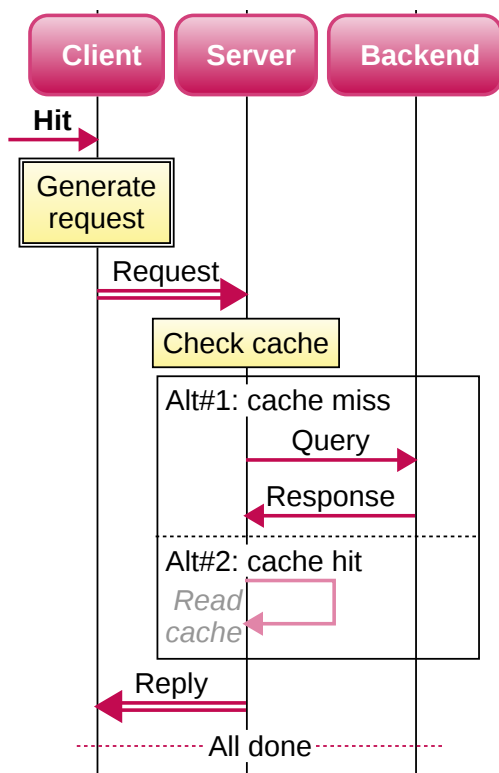 Client Server Backend
Hit
Generate
request
Request
Check cache
Alt#1: cache miss
Query
Response
Alt#2: cache hit
Read
cache
Reply
All done